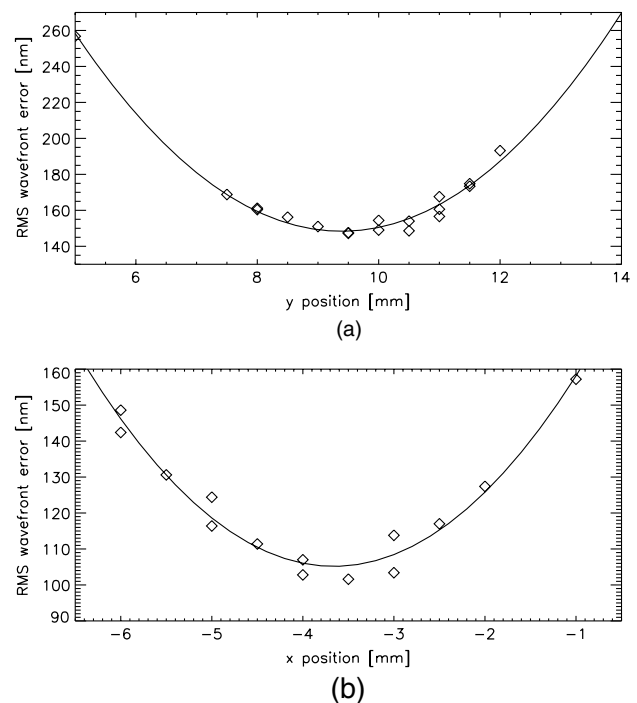 260
240
220
200
180
160
140
RMS wavefront error [nm]
6 8 10 12 14
y position [mm]
(a)
160
150
140
130
120
110
100
90
RMS wavefront error [nm]
−6 −5 −4 −3 −2 −1
x position [mm]
(b)